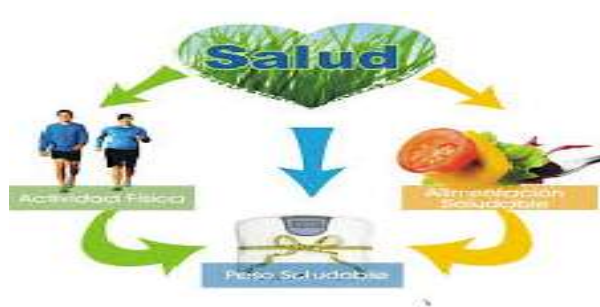 Salud
Actividad Física
Alimentación
Saludable
Peso Saludable